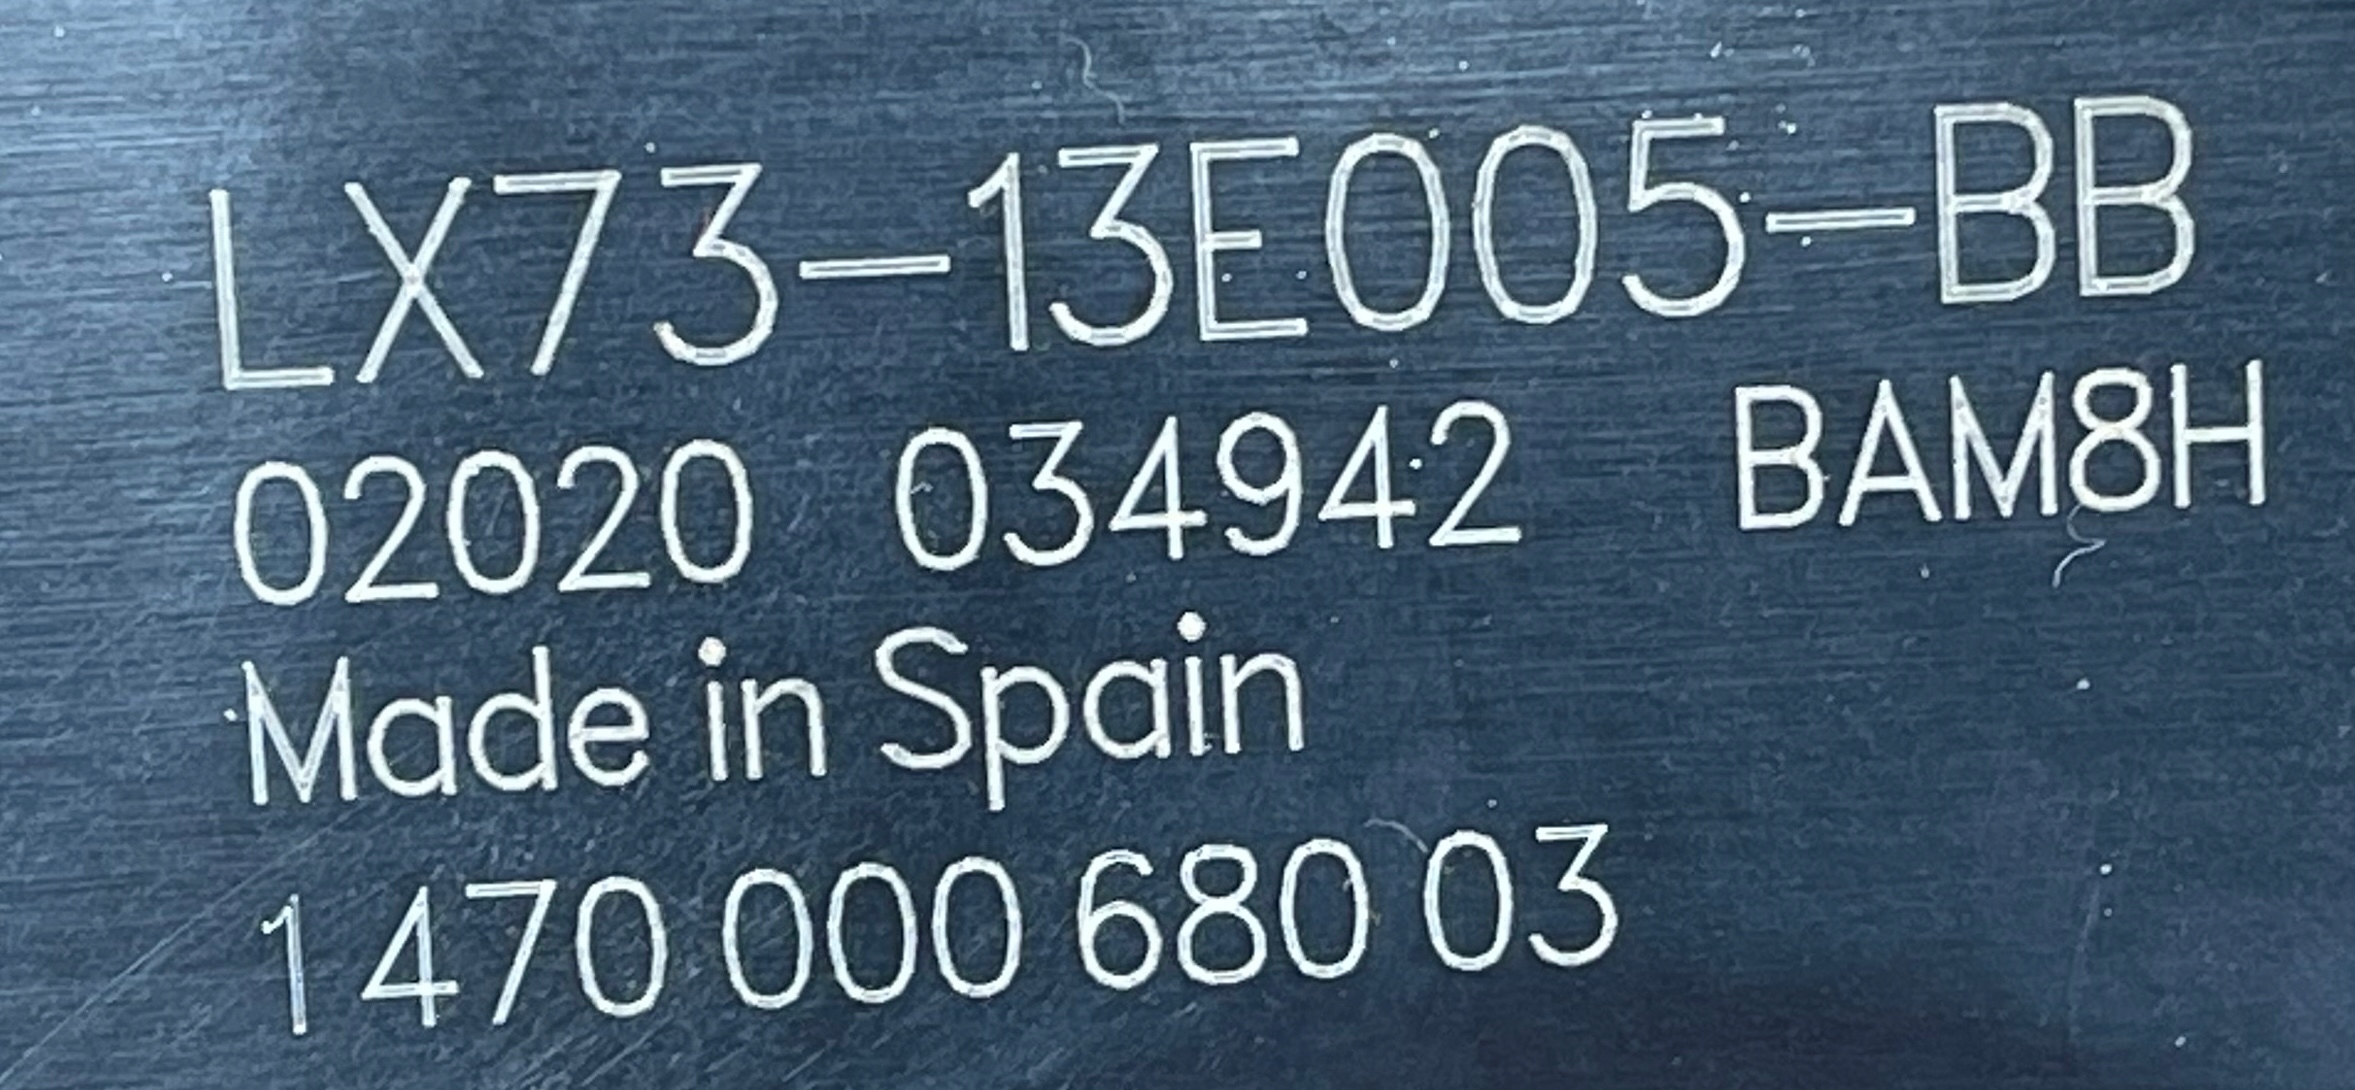 LX73-13E005-BB
02020 034942 BAM8H
Made in Spain
1 470 000 680 03